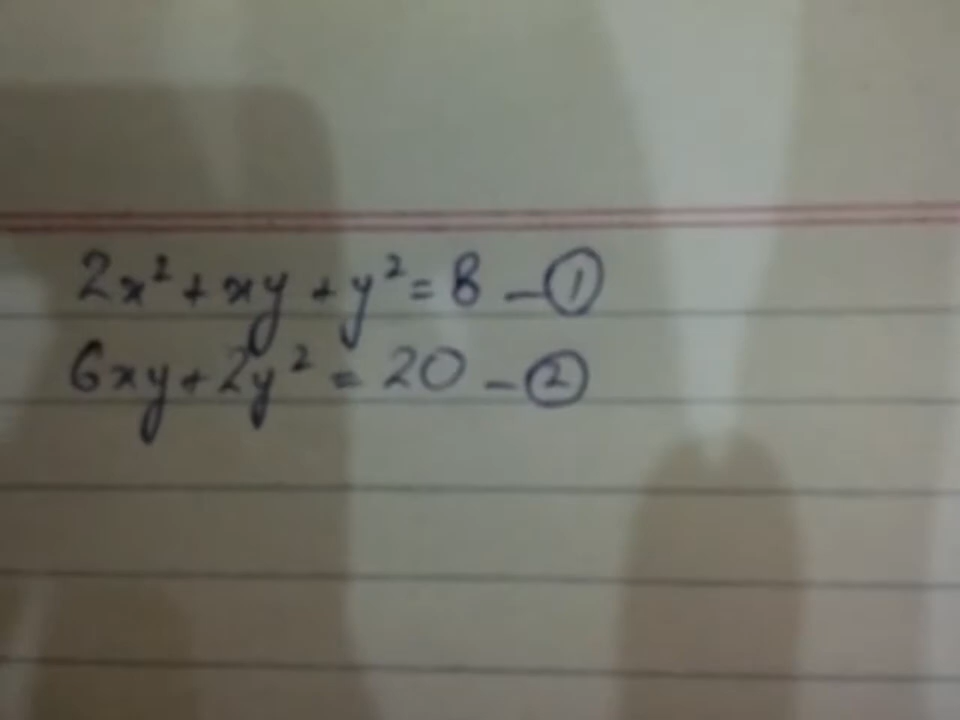 2x² + xy + y² = 8 – ①
6xy + 2y² = 20 – ②